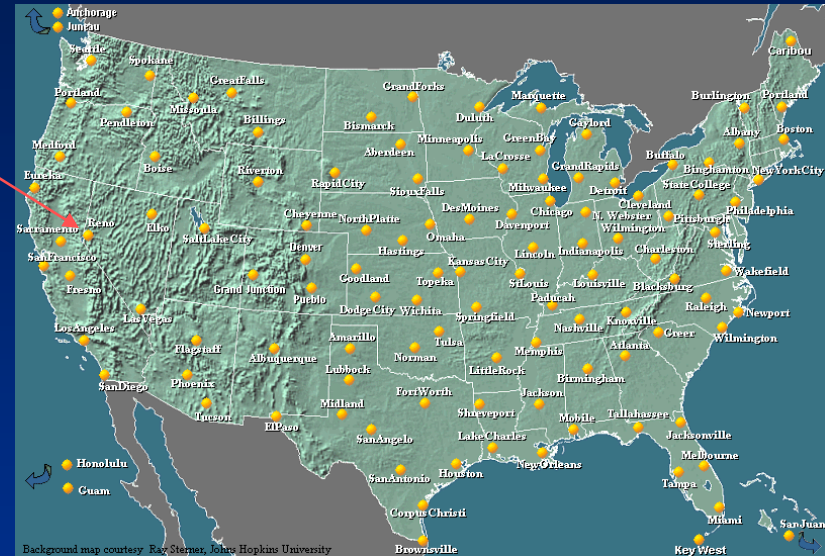 Anchorage
Juneau
Seattle
Spokane
GreatFalls
GrandForks
Caribou
Portland
Pendleton
Missoula
Billings
Bismarck
Duluth
Marquette
Burlington
Portland
Medford
Boise
Riverton
RapidCity
Aberdeen
Minneapolis
GreenBay
Gaylord
Albany
Boston
Eureka
SiouxFalls
LaCrosse
GrandRapids
Buffalo
Binghamton
NewYorkCity
Milwaukee
Detroit
Cleveland
StateCollege
Sacramento
Reno
Elko
SaltLakeCity
Cheyenne
NorthPlatte
DesMoines
Davenport
Chicago
N. Webster
Pittsburgh
Philadelphia
SanFrancisco
Denver
Hastings
Omaha
Lincoln
Indianapolis
Wilmington
Charleston
Sterling
Fresno
Grand Junction
Pueblo
Goodland
Topeka
KansasCity
StLouis
Louisville
Blacksburg
Wakefield
LosAngeles
LasVegas
DodgeCity
Wichita
Springfield
Paducah
Raleigh
Newport
Flagstaff
Albuquerque
Amarillo
Norman
Tulsa
Memphis
Nashville
Knoxville
Greer
Wilmington
SanDiego
Phoenix
Lubbock
LittleRock
Birmingham
Atlanta
Tucson
ElPaso
Midland
FortWorth
Shreveport
Jackson
Mobile
Tallahassee
Jacksonville
SanAngelo
LakeCharles
NewOrleans
Melbourne
Honolulu
Guam
SanAntonio
Houston
Tampa
CorpusChristi
Miami
SanJuan
Brownsville
Key West
Background map courtesy Ray Sterner, Johns Hopkins University